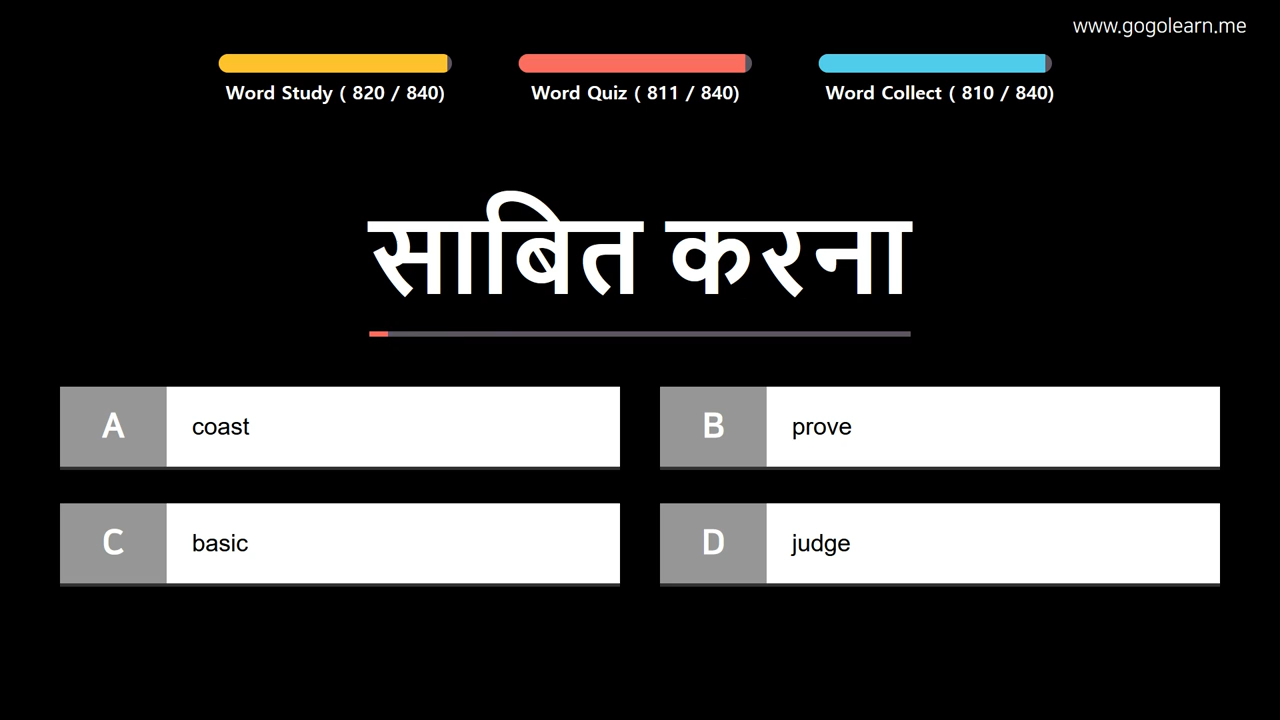 www.gogolearn.me
Word Study ( 820 / 840) Word Quiz ( 811 / 840) Word Collect ( 810 / 840)
साबित करना
A coast B prove
C basic D judge